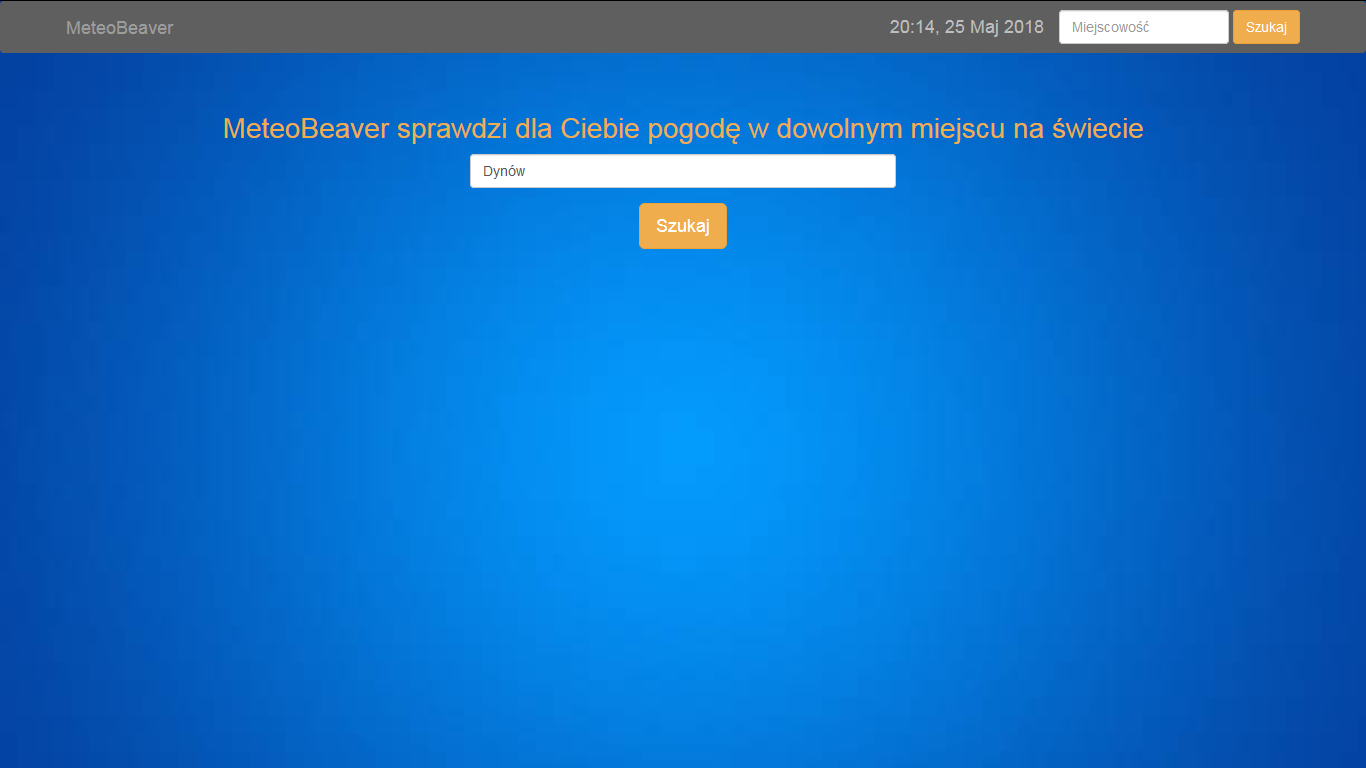 MeteoBeaver 20:14, 25 Maj 2018 Miejscowość Szukaj
MeteoBeaver sprawdzi dla Ciebie pogodę w dowolnym miejscu na świecie
Dynów
Szukaj